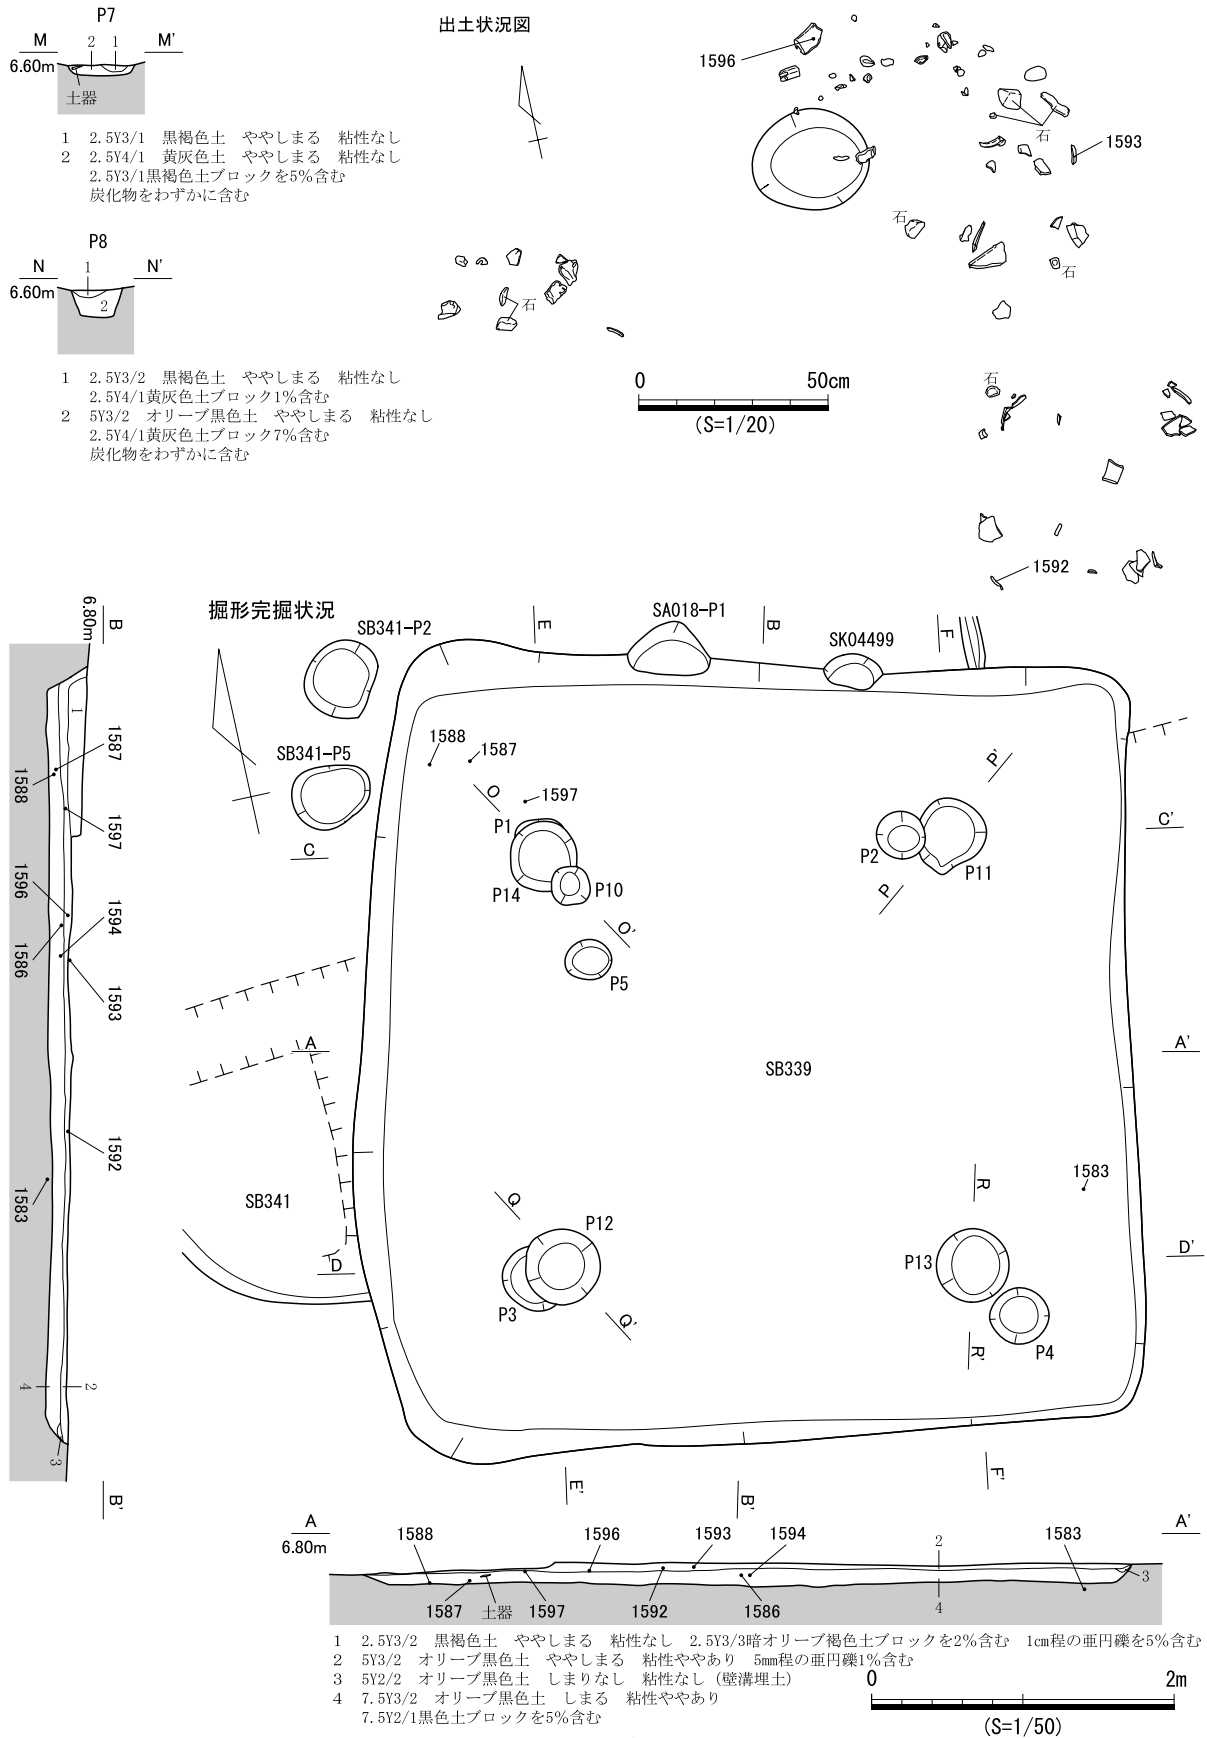 P7
M 2 1 M'
6.60m
土器
1 2.5Y3/1 黒褐色土 ややしまる 粘性なし
2 2.5Y4/1 黄灰色土 ややしまる 粘性なし
2.5Y3/1黒褐色土ブロックを5%含む
炭化物をわずかに含む
P8
N 1 N'
6.60m
2
1 2.5Y3/2 黒褐色土 ややしまる 粘性なし
2.5Y4/1黄灰色土ブロック1%含む
2 5Y3/2 オリーブ黒色土 ややしまる 粘性なし
2.5Y4/1黄灰色土ブロック7%含む
炭化物をわずかに含む
出土状況図
1596
石
1593
石
石
石
石
1592
0 50cm
(S=1/20)
掘形完掘状況
6.80m B
1
1587
1588
1597
1596
1594
1586
1593
1592
1583
4 2
3
B'
SB341-P2
SA018-P1
SK04499
E B F
SB341-P5
1588
1587
1597
O
P1
P14
P10
O'
P5
P'
P2
P11
P
C C'
A A'
SB339
SB341
1583
Q
P12
P3
Q'
R
P13
P4
R'
D D'
E' B' F'
A A'
6.80m
1588 1596 1593 1594 2 1583
1587 土器 1597 1592 1586 4 3
1 2.5Y3/2 黒褐色土 ややしまる 粘性なし 2.5Y3/3暗オリーブ褐色土ブロックを2%含む 1cm程の亜円礫を5%含む
2 5Y3/2 オリーブ黒色土 ややしまる 粘性ややあり 5mm程の亜円礫1%含む
3 5Y2/2 オリーブ黒色土 しまりなし 粘性なし（壁溝埋土）
4 7.5Y3/2 オリーブ黒色土 しまる 粘性ややあり
7.5Y2/1黒色土ブロックを5%含む
0 2m
(S=1/50)